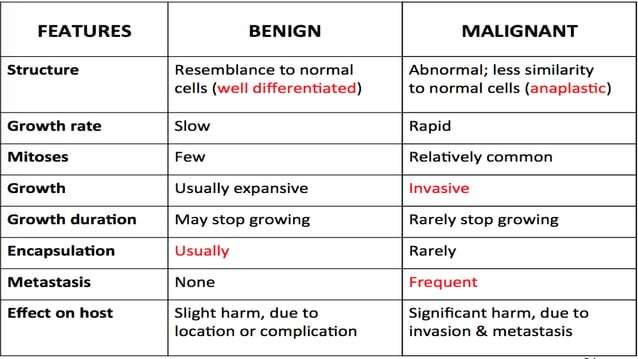 FEATURES BENIGN MALIGNANT
Structure Resemblance to normal cells (well differentiated) Abnormal; less similarity to normal cells (anaplastic)
Growth rate Slow Rapid
Mitoses Few Relatively common
Growth Usually expansive Invasive
Growth duration May stop growing Rarely stop growing
Encapsulation Usually Rarely
Metastasis None Frequent
Effect on host Slight harm, due to location or complication Significant harm, due to invasion & metastasis